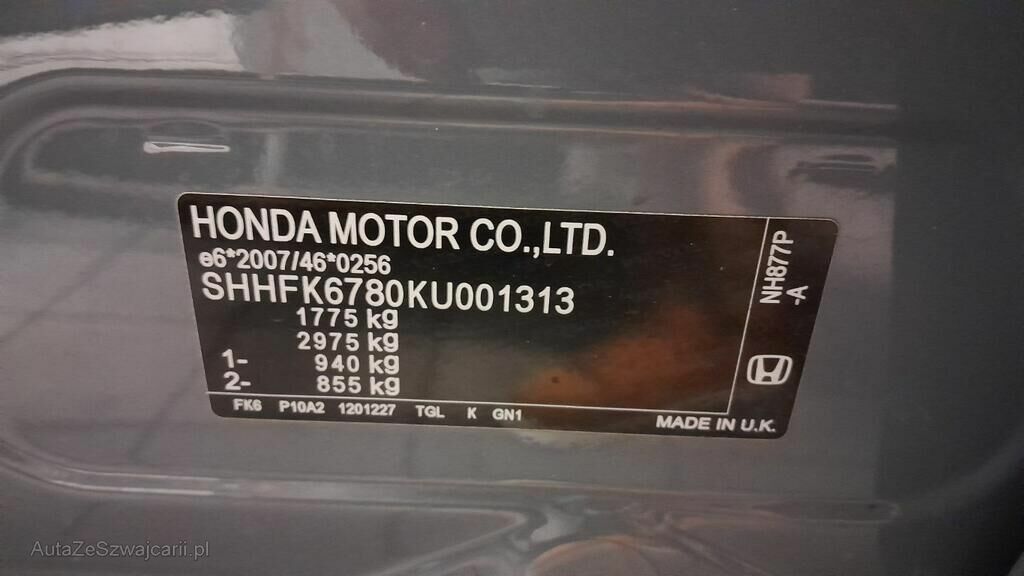 HONDA MOTOR CO.,LTD.
e6*2007/46*0256
SHHFK6780KU001313
1775 kg
2975 kg
1- 940 kg
2- 855 kg
FK6 P10A2 1201227 TGL K GN1
NH877P
-A
MADE IN U.K.
AutaZeSzwajcarii.pl